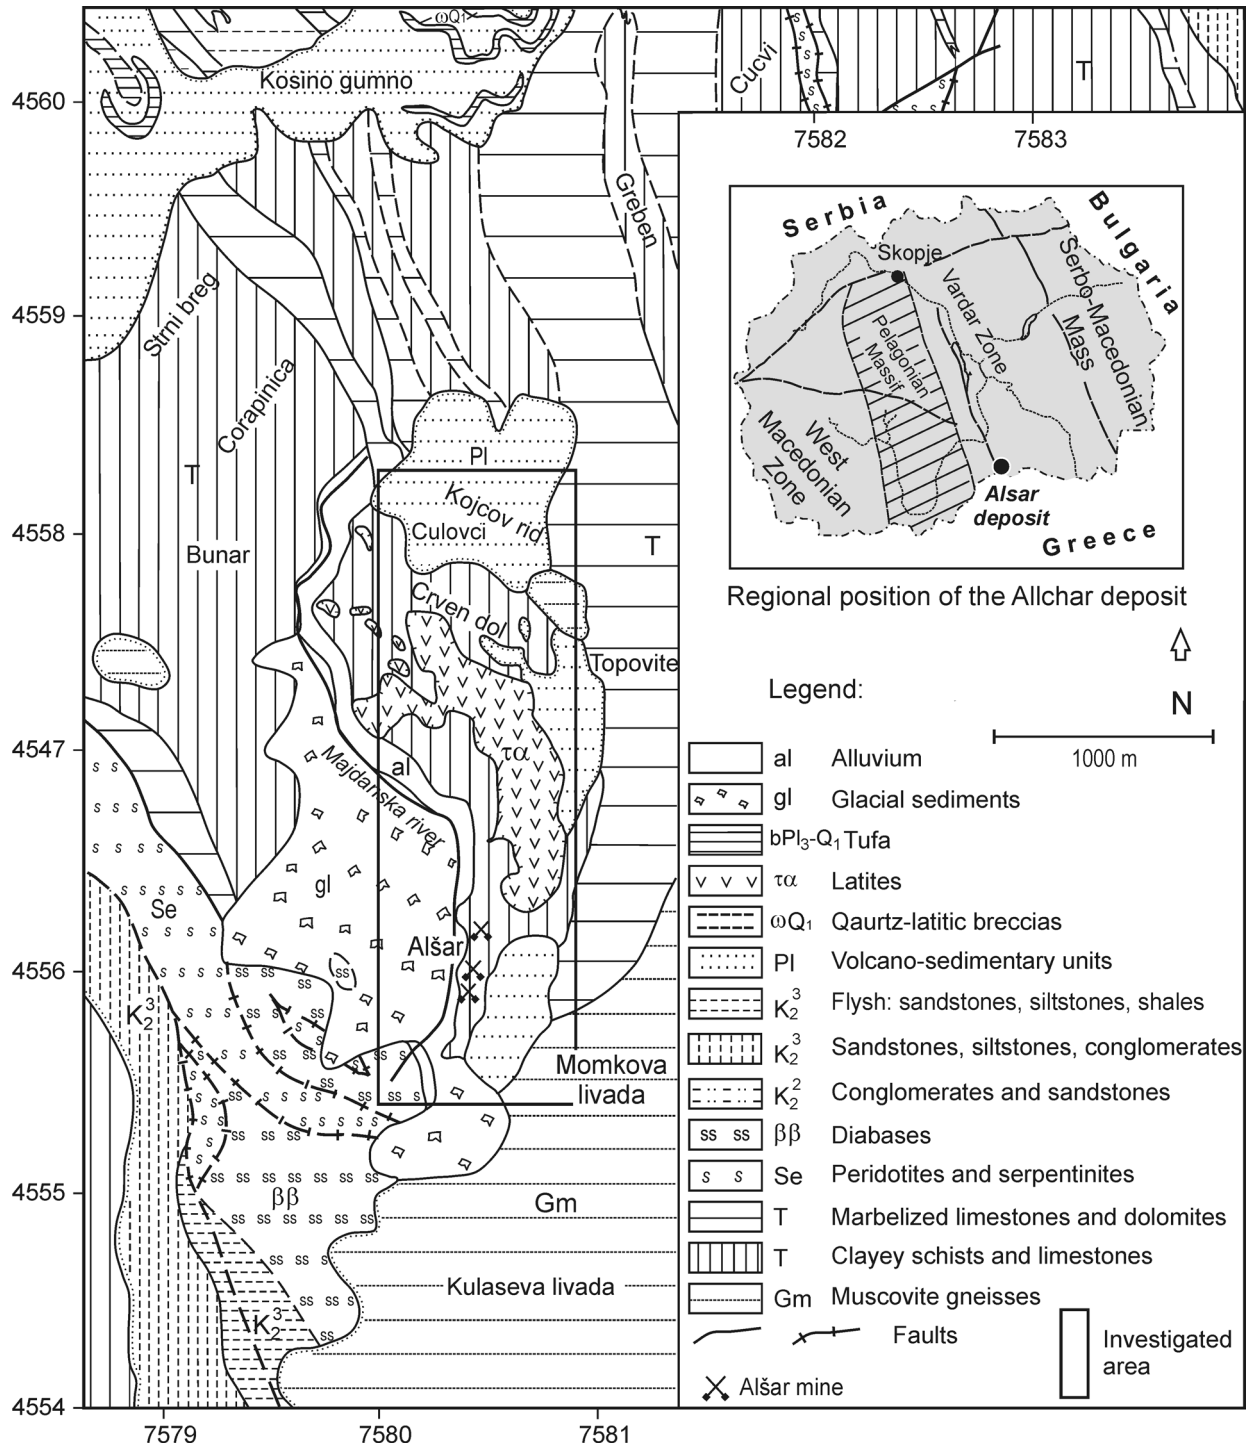 ωQ₁
Kosino gumno
Cucvi
T
4560
7582
7583
Greben
Serbia
Bulgaria
Skopje
Vardar Zone
Serbo-Macedonian
Mass
Pelagonian
Massif
West
Macedonian
Zone
Alsar
deposit
Greece
Regional position of the Allchar deposit
4559
Strni breg
Corapinica
T
Pl
Kojcov rid
Culovci
4558
T
Bunar
Crven dol
Topovite
4547
Majdanska river
al
τα
gl
Se
Alšar
4556
K₂³
Momkova
livada
4555
ββ
Gm
Kulaseva livada
K₂³
4554
7579
7580
7581
N
1000 m
Legend:
al Alluvium
gl Glacial sediments
bPl₃-Q₁ Tufa
τα Latites
ωQ₁ Qaurtz-latitic breccias
Pl Volcano-sedimentary units
K₂³ Flysh: sandstones, siltstones, shales
K₂³ Sandstones, siltstones, conglomerates
K₂² Conglomerates and sandstones
ββ Diabases
Se Peridotites and serpentinites
T Marbelized limestones and dolomites
T Clayey schists and limestones
Gm Muscovite gneisses
Faults
Alšar mine
Investigated
area